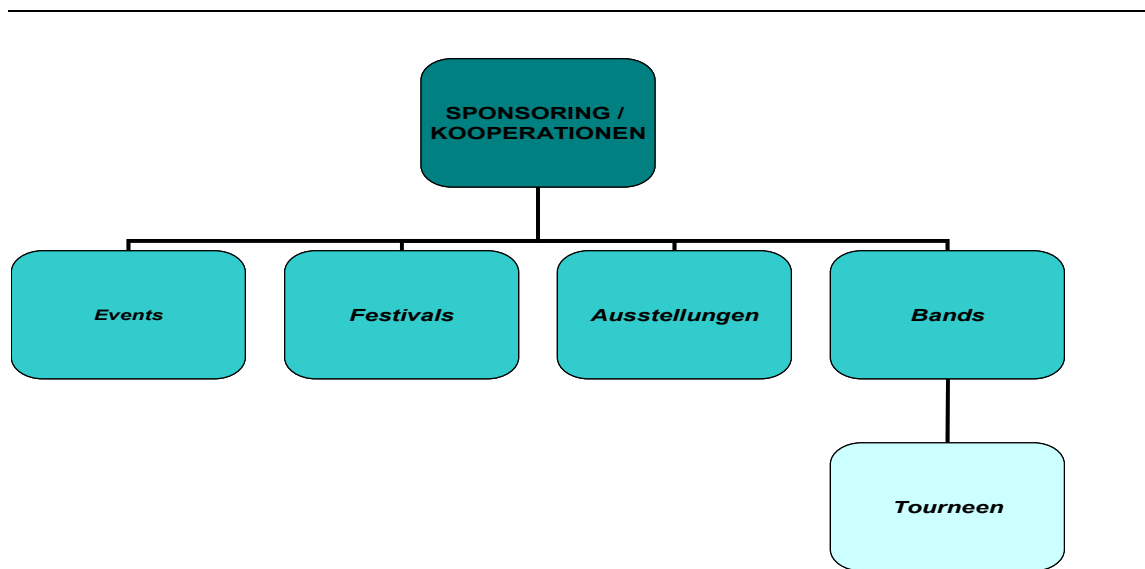 SPONSORING /
KOOPERATIONEN
Events
Festivals
Ausstellungen
Bands
Tourneen